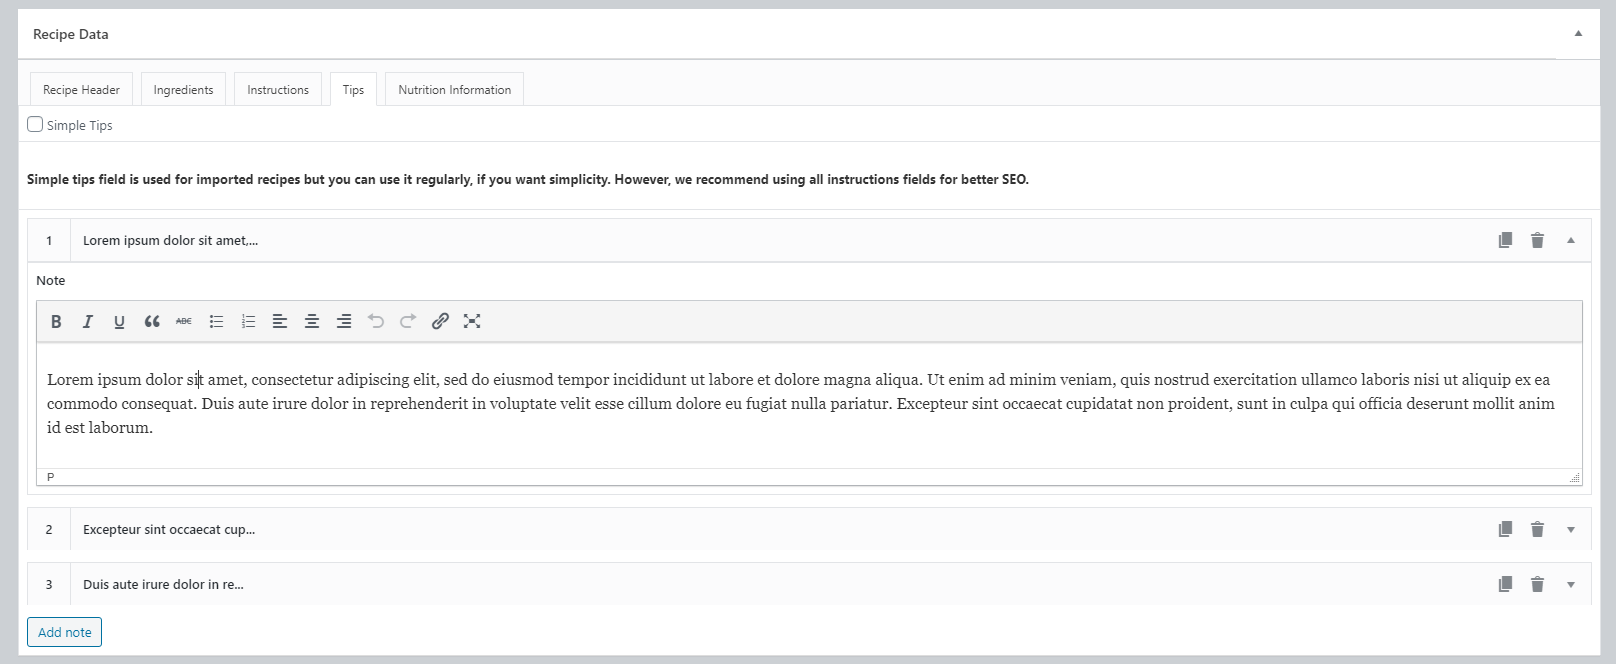 Recipe Data
Recipe Header Ingredients Instructions Tips Nutrition Information
Simple Tips
Simple tips field is used for imported recipes but you can use it regularly, if you want simplicity. However, we recommend using all instructions fields for better SEO.
1 Lorem ipsum dolor sit amet,...
Note
B I U ABC
Lorem ipsum dolor sit amet, consectetur adipiscing elit, sed do eiusmod tempor incididunt ut labore et dolore magna aliqua. Ut enim ad minim veniam, quis nostrud exercitation ullamco laboris nisi ut aliquip ex ea
commodo consequat. Duis aute irure dolor in reprehenderit in voluptate velit esse cillum dolore eu fugiat nulla pariatur. Excepteur sint occaecat cupidatat non proident, sunt in culpa qui officia deserunt mollit anim
id est laborum.
P
2 Excepteur sint occaecat cup...
3 Duis aute irure dolor in re...
Add note